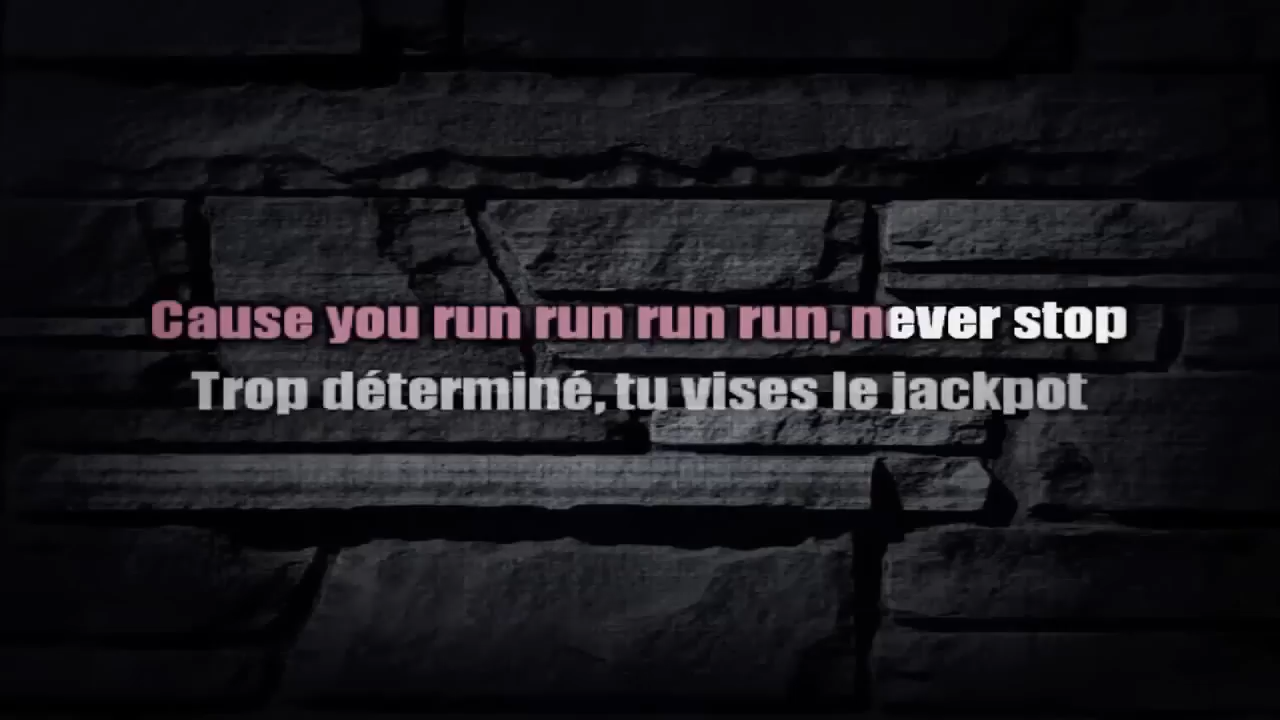 Cause you run run run run, never stop
Trop déterminé, tu vises le jackpot